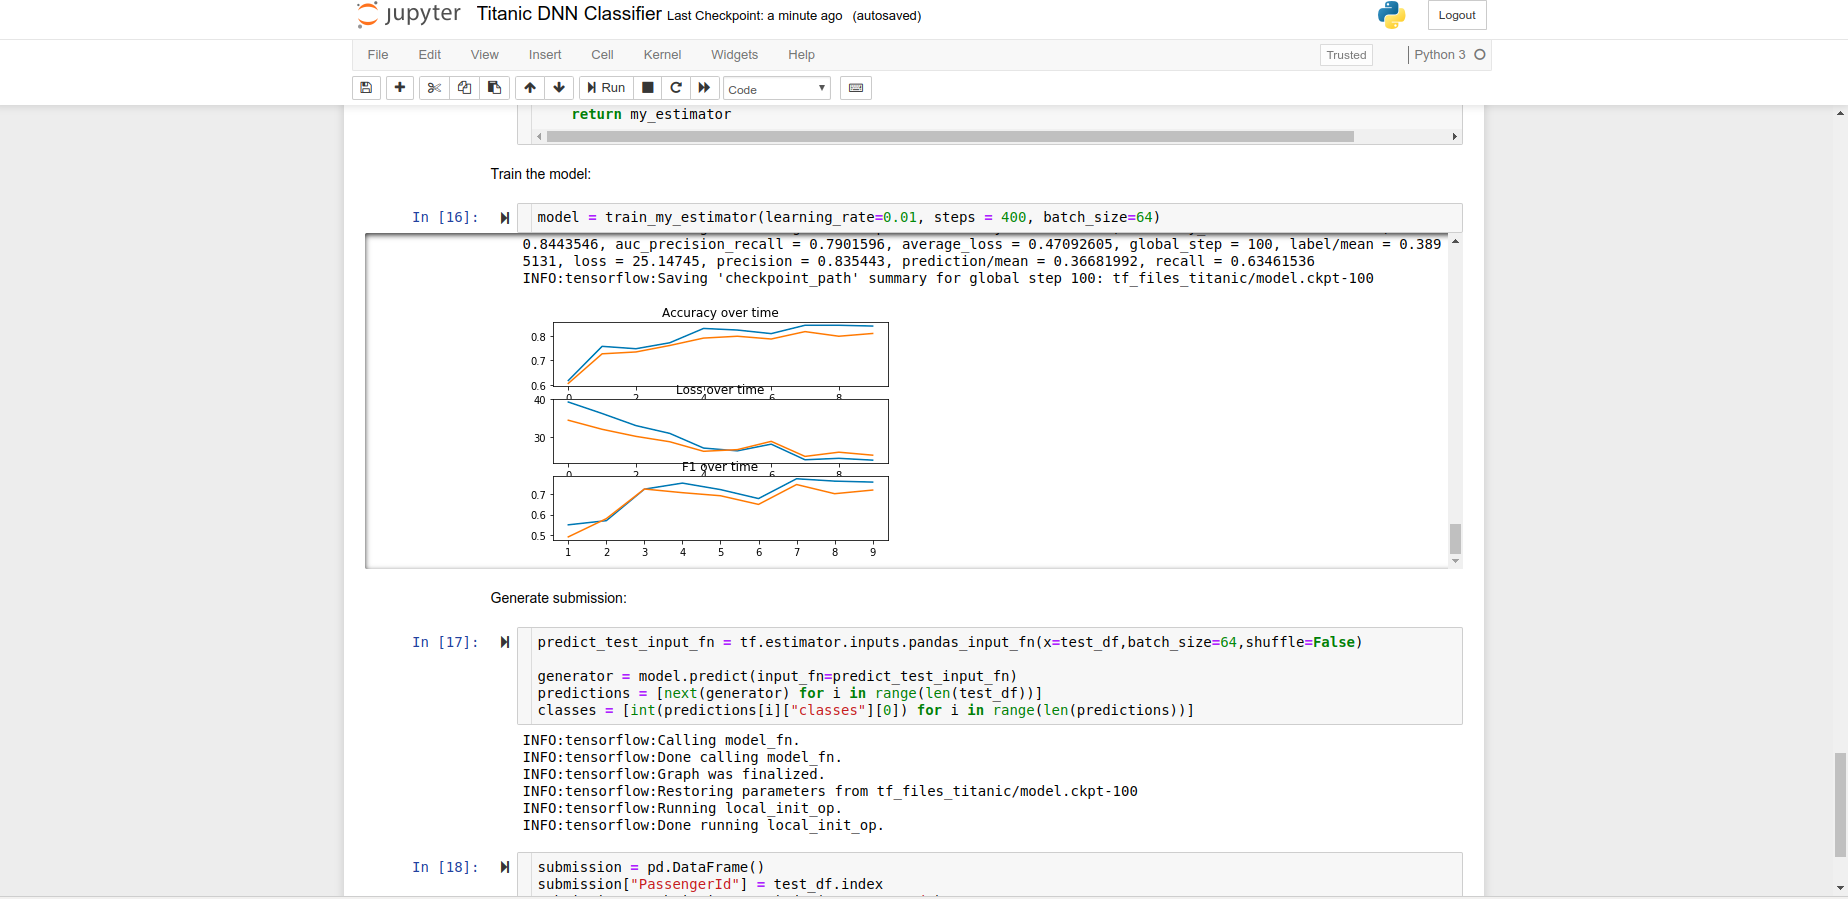 jupyter Titanic DNN Classifier Last Checkpoint: a minute ago (autosaved) Logout
File Edit View Insert Cell Kernel Widgets Help Trusted Python 3
Run Code
return my_estimator
Train the model:
In [16]: model = train_my_estimator(learning_rate=0.01, steps = 400, batch_size=64)
0.8443546, auc_precision_recall = 0.7901596, average_loss = 0.47092605, global_step = 100, label/mean = 0.389
5131, loss = 25.14745, precision = 0.835443, prediction/mean = 0.36681992, recall = 0.63461536
INFO:tensorflow:Saving 'checkpoint_path' summary for global step 100: tf_files_titanic/model.ckpt-100
Accuracy over time
0.8
0.7
0.6
0 2 4 6 8
Loss over time
40
30
0 2 4 6 8
F1 over time
0.7
0.6
0.5
1 2 3 4 5 6 7 8 9
Generate submission:
In [17]: predict_test_input_fn = tf.estimator.inputs.pandas_input_fn(x=test_df,batch_size=64,shuffle=False)
generator = model.predict(input_fn=predict_test_input_fn)
predictions = [next(generator) for i in range(len(test_df))]
classes = [int(predictions[i]["classes"][0]) for i in range(len(predictions))]
INFO:tensorflow:Calling model_fn.
INFO:tensorflow:Done calling model_fn.
INFO:tensorflow:Graph was finalized.
INFO:tensorflow:Restoring parameters from tf_files_titanic/model.ckpt-100
INFO:tensorflow:Running local_init_op.
INFO:tensorflow:Done running local_init_op.
In [18]: submission = pd.DataFrame()
submission["PassengerId"] = test_df.index